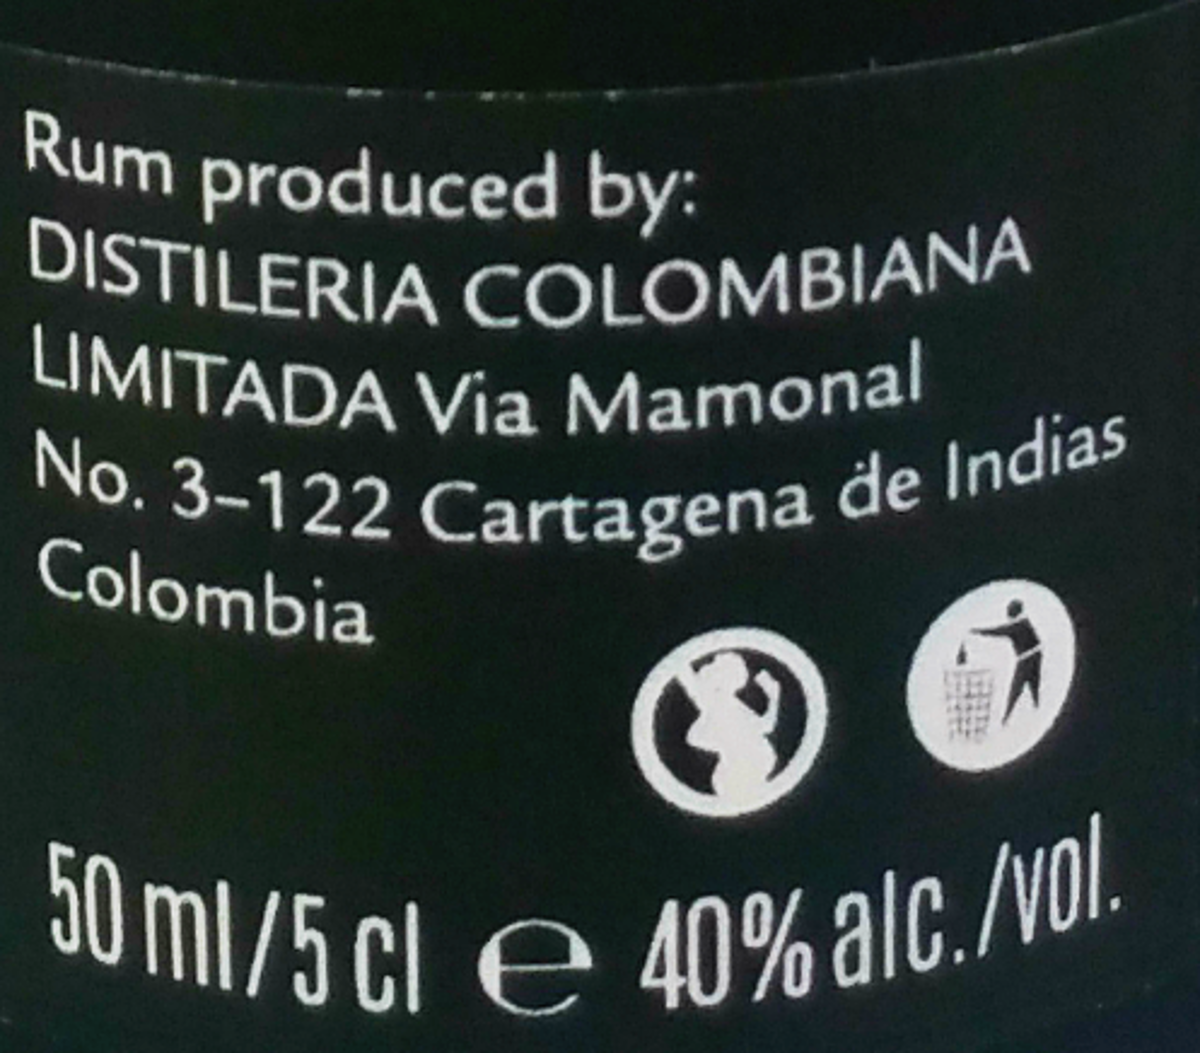 Rum produced by:
DISTILERIA COLOMBIANA
LIMITADA Via Mamonal
No. 3-122 Cartagena de Indias
Colombia
50 ml/5 cl e 40% alc./vol.